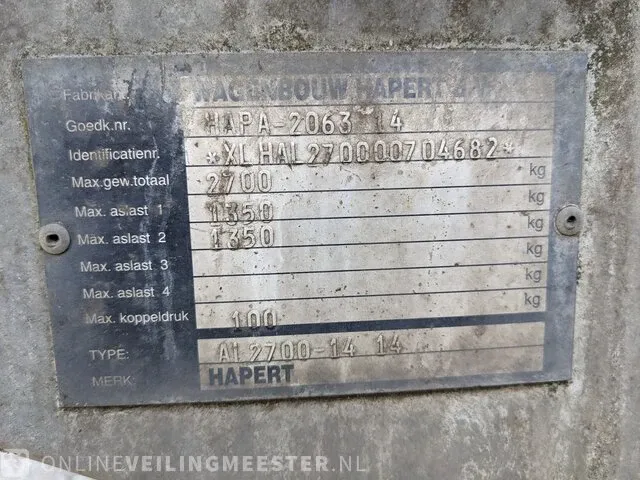 Fabrikant WAGENBOUW HAPERT B.V.
Goedk.nr. HAPA-2063 14
Identificatienr. *XLHAL270000704682*
Max.gew.totaal 2700 kg
Max. aslast 1 1350 kg
Max. aslast 2 1350 kg
Max. aslast 3 kg
Max. aslast 4 kg
Max. koppeldruk 100 kg
TYPE: AL2700-14 14
MERK: HAPERT
ONLINEVEILINGMEESTER.NL